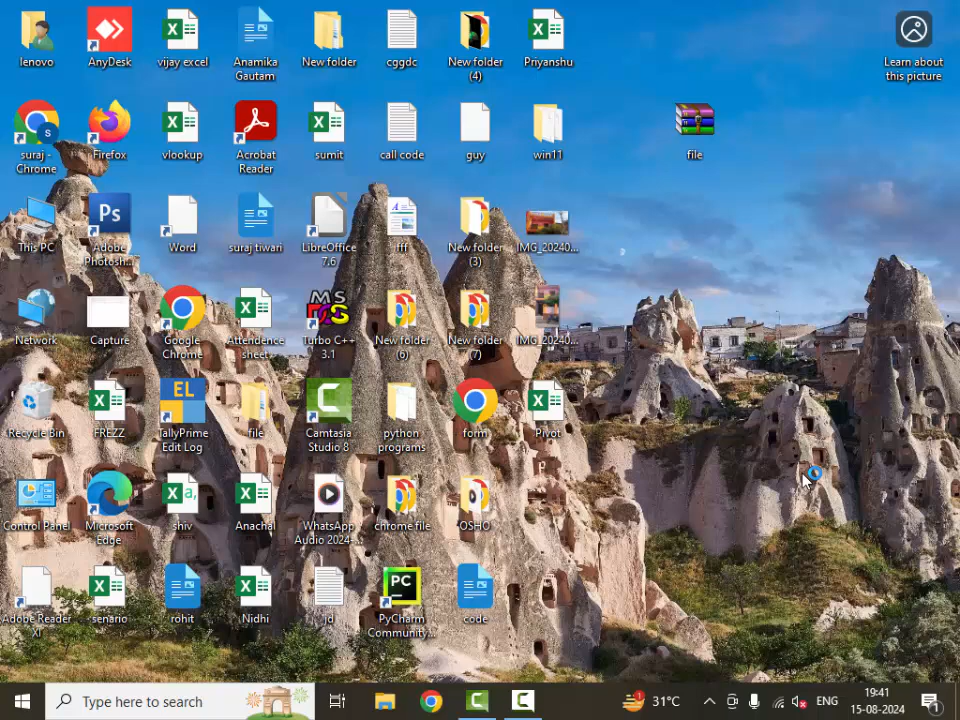 lenovo
AnyDesk
vijay excel
Anamika
Gautam
New folder
cggdc
New folder
(4)
Priyanshu
Learn about
this picture
suraj -
Chrome
Firefox
vlookup
Acrobat
Reader
sumit
call code
guy
win11
file
This PC
Adobe
Photosh...
Word
suraj tiwari
LibreOffice
7.6
fff
New folder
(3)
IMG_20240...
Network
Capture
Google
Chrome
Attendence
sheet
Turbo C++
3.1
New folder
(6)
New folder
(7)
IMG_20240...
Recycle Bin
FREZZ
TallyPrime
Edit Log
file
Camtasia
Studio 8
python
programs
form
Pivot
Control Panel
Microsoft
Edge
shiv
Anachal
WhatsApp
Audio 2024-...
chrome file
OSHO
Adobe Reader
XI
senario
rohit
Nidhi
jd
PyCharm
Community...
code
Type here to search
31°C
ENG
19:41
15-08-2024